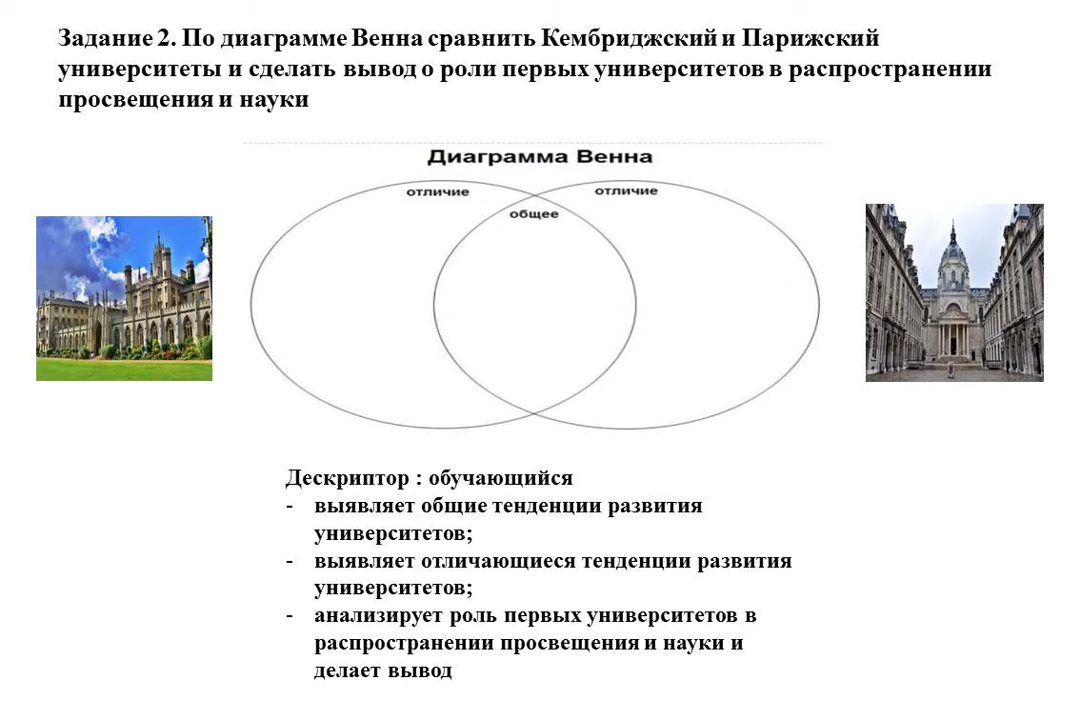 Задание 2. По диаграмме Венна сравнить Кембриджский и Парижский
университеты и сделать вывод о роли первых университетов в распространении
просвещения и науки
Диаграмма Венна
отличие
отличие
общее
Дескриптор : обучающийся
- выявляет общие тенденции развития
университетов;
- выявляет отличающиеся тенденции развития
университетов;
- анализирует роль первых университетов в
распространении просвещения и науки и
делает вывод